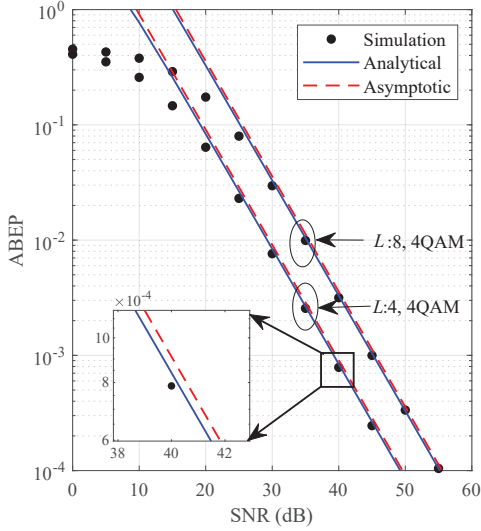 10^0
10^-1
10^-2
10^-3
10^-4
ABEP
0 10 20 30 40 50 60
SNR (dB)
Simulation
Analytical
Asymptotic
L:8, 4QAM
L:4, 4QAM
×10^-4
10
8
6
38 40 42